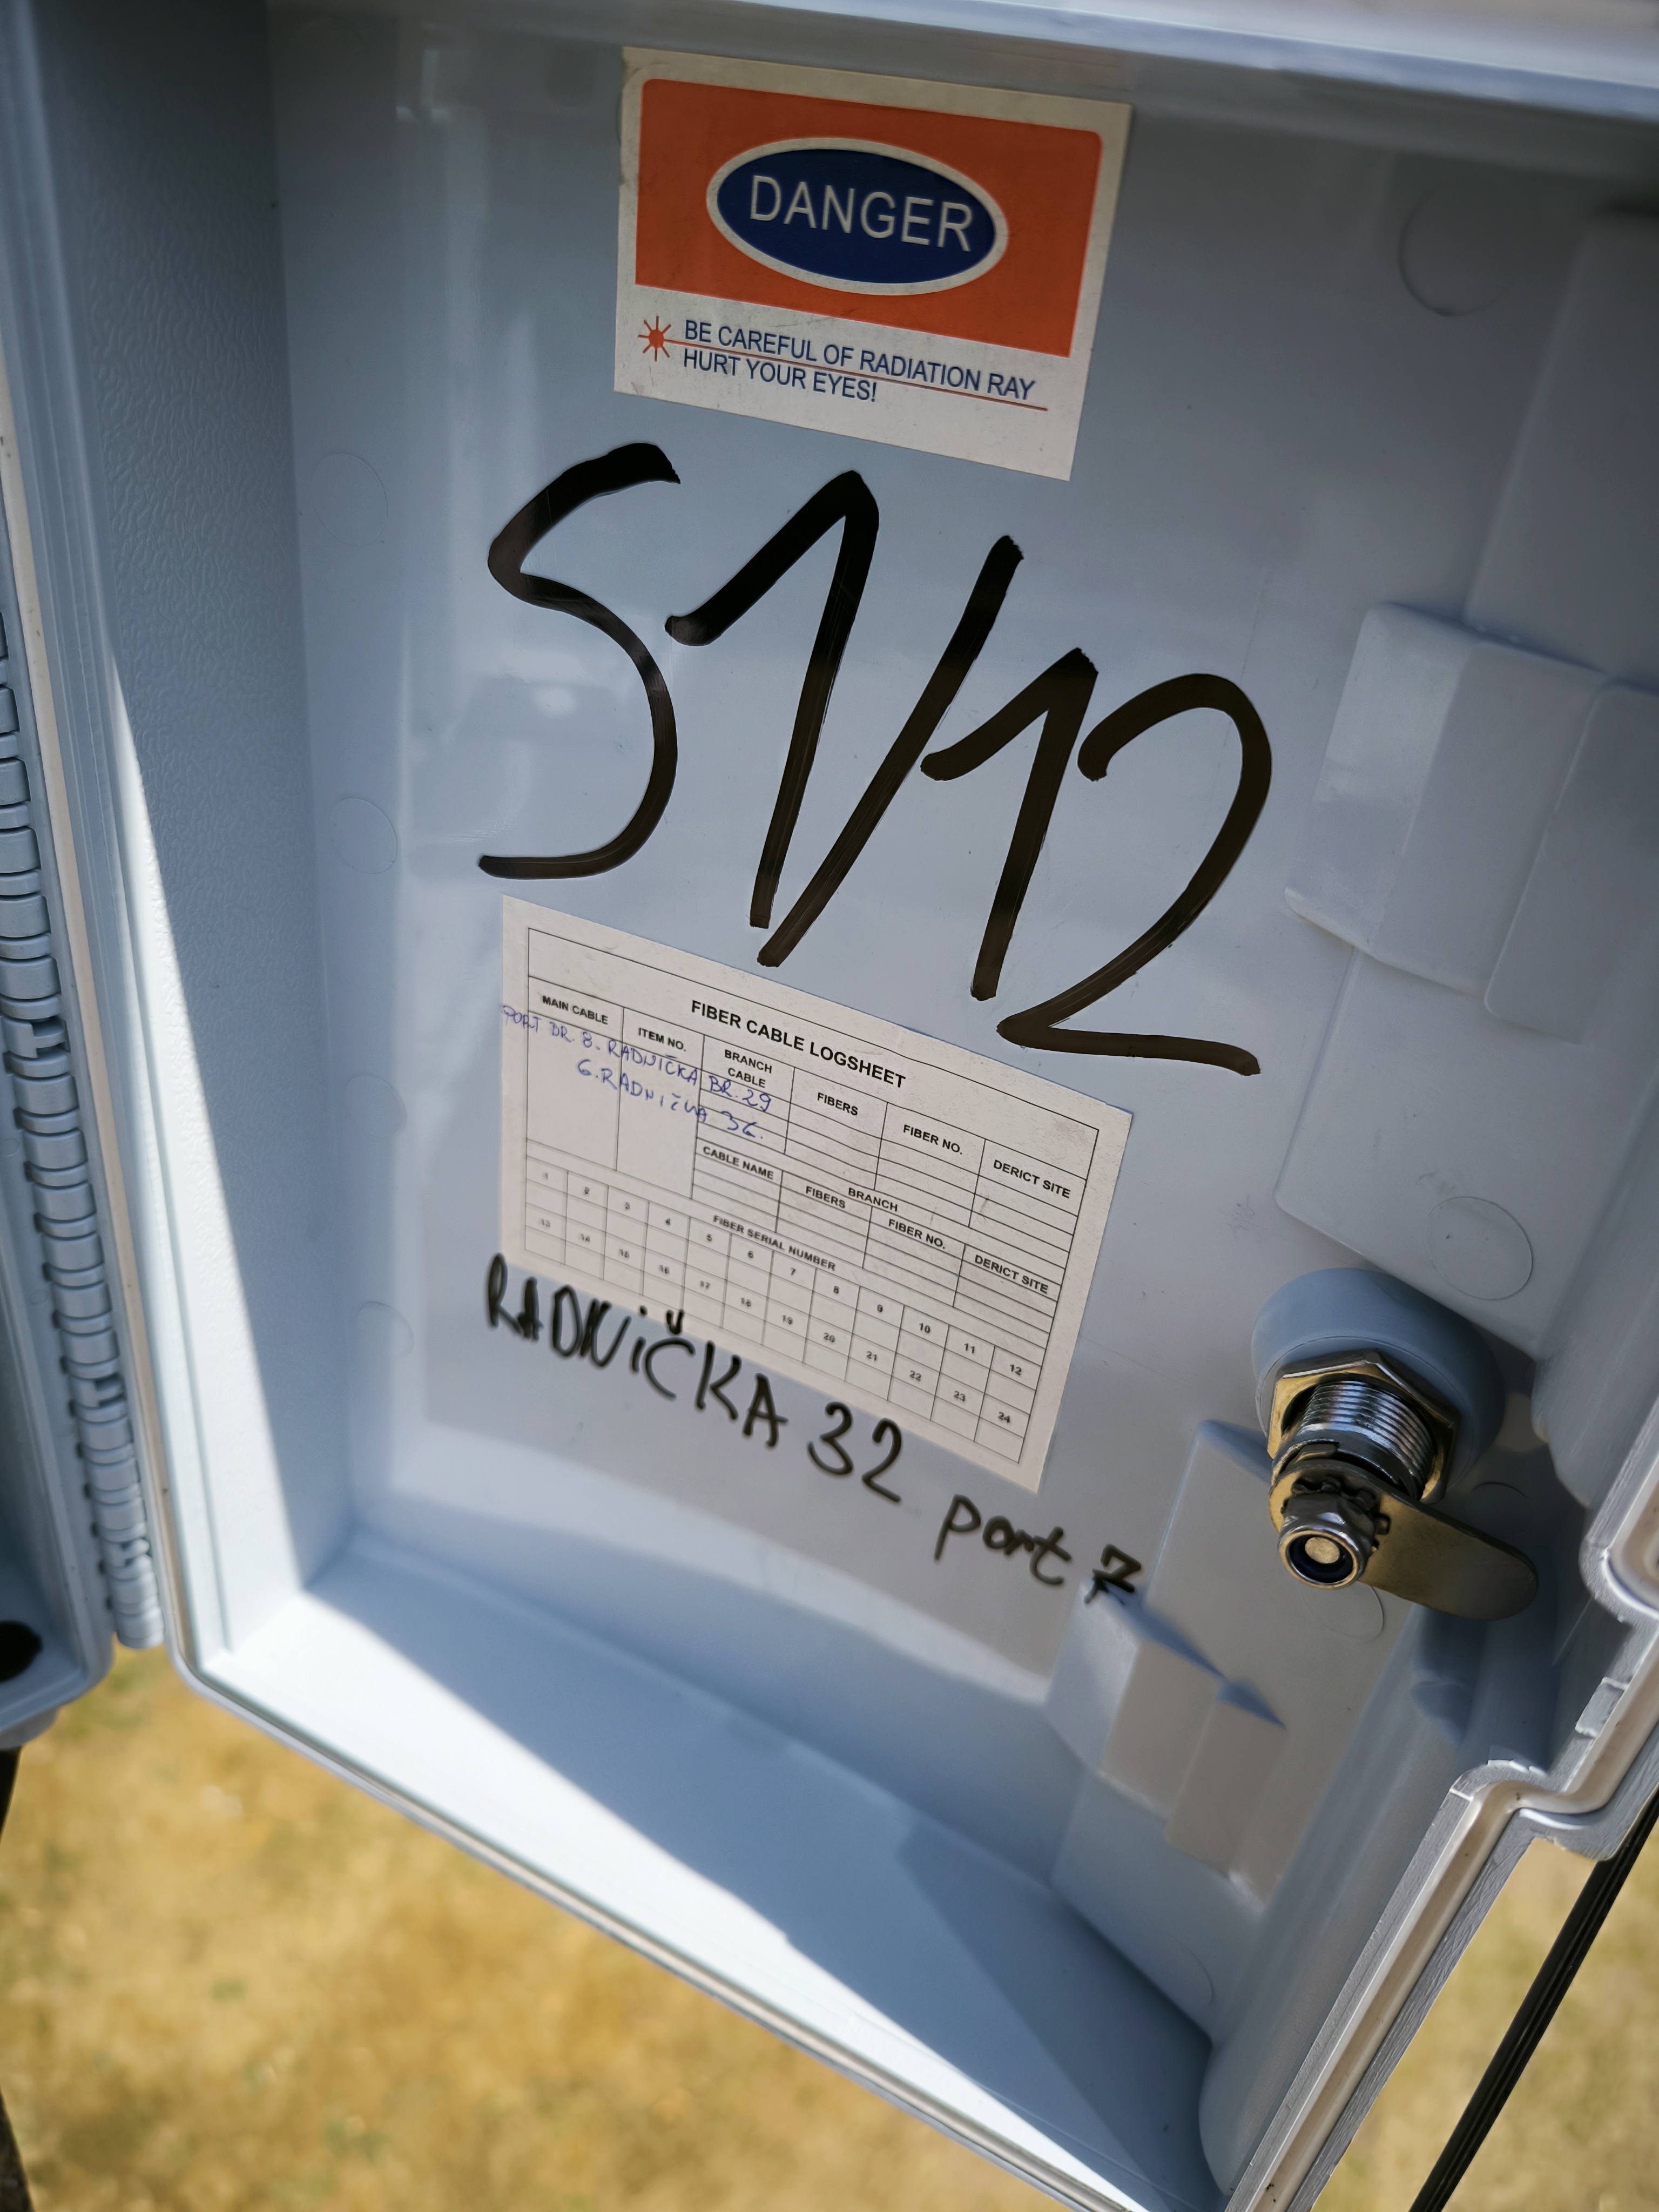 DANGER
BE CAREFUL OF RADIATION RAY
HURT YOUR EYES!
S1/12
FIBER CABLE LOGSHEET
MAIN CABLE ITEM NO. BRANCH CABLE FIBERS FIBER NO. DERICT SITE
PORT BR. 8. RADNIČKA BR. 29
6. RADNIČKA 36.
BRANCH
CABLE NAME FIBERS FIBER NO. DERICT SITE
FIBER SERIAL NUMBER
1 2 3 4 5 6 7 8 9 10 11 12
13 14 15 16 17 18 19 20 21 22 23 24
RADNiČKA 32 port 7